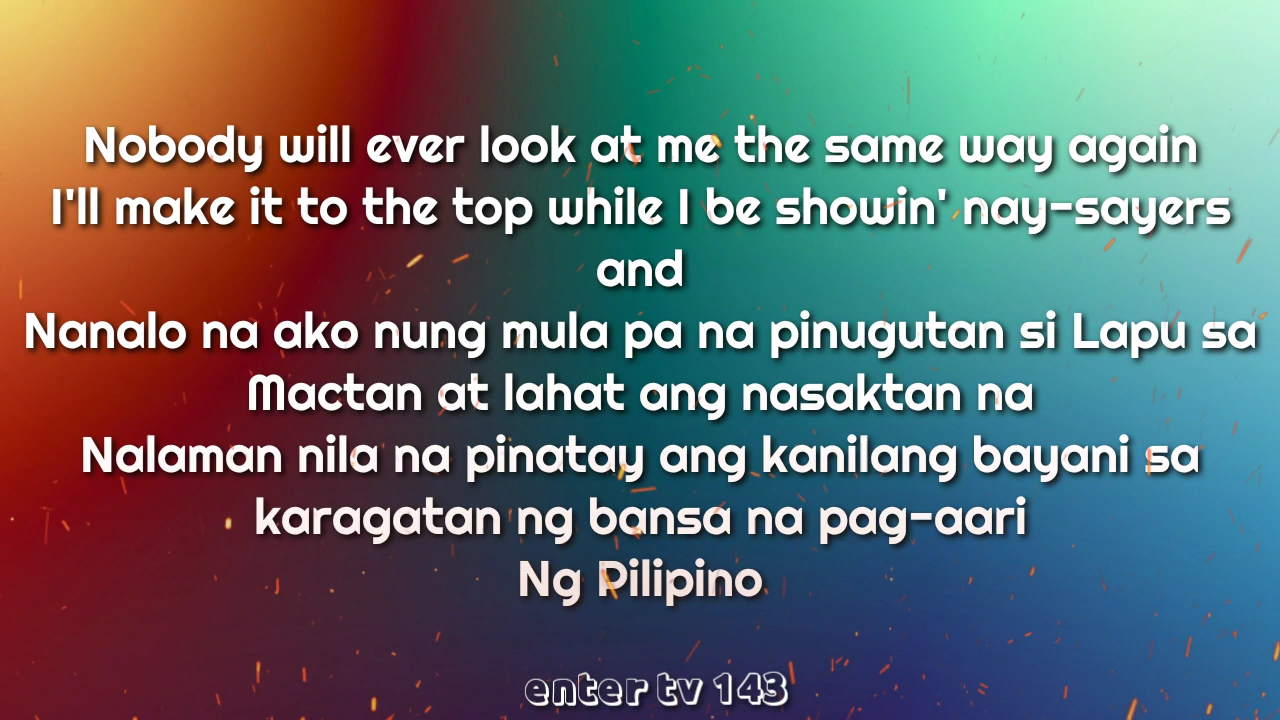 Nobody will ever look at me the same way again
I'll make it to the top while I be showin' nay-sayers
and
Nanalo na ako nung mula pa na pinugutan si Lapu sa
Mactan at lahat ang nasaktan na
Nalaman nila na pinatay ang kanilang bayani sa
karagatan ng bansa na pag-aari
Ng Pilipino
enter tv 143